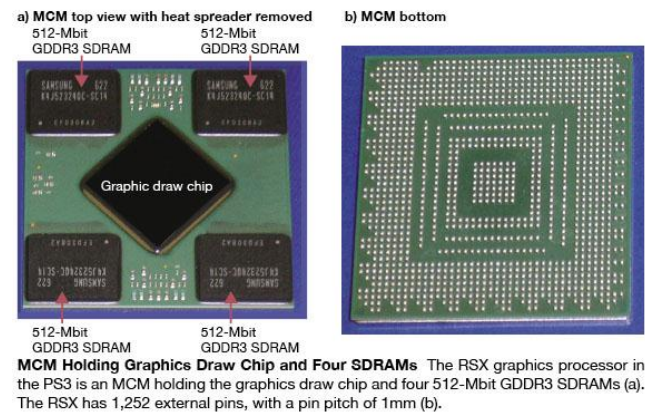 a) MCM top view with heat spreader removed
b) MCM bottom
512-Mbit
GDDR3 SDRAM
512-Mbit
GDDR3 SDRAM
SAMSUNG 622
K4J52324QC-SC14
SAMSUNG 622
K4J52324QC-SC14
Graphic draw chip
SAMSUNG 622
K4J52324QC-SC14
SAMSUNG 622
K4J52324QC-SC14
512-Mbit
GDDR3 SDRAM
512-Mbit
GDDR3 SDRAM
MCM Holding Graphics Draw Chip and Four SDRAMs The RSX graphics processor in
the PS3 is an MCM holding the graphics draw chip and four 512-Mbit GDDR3 SDRAMs (a).
The RSX has 1,252 external pins, with a pin pitch of 1mm (b).